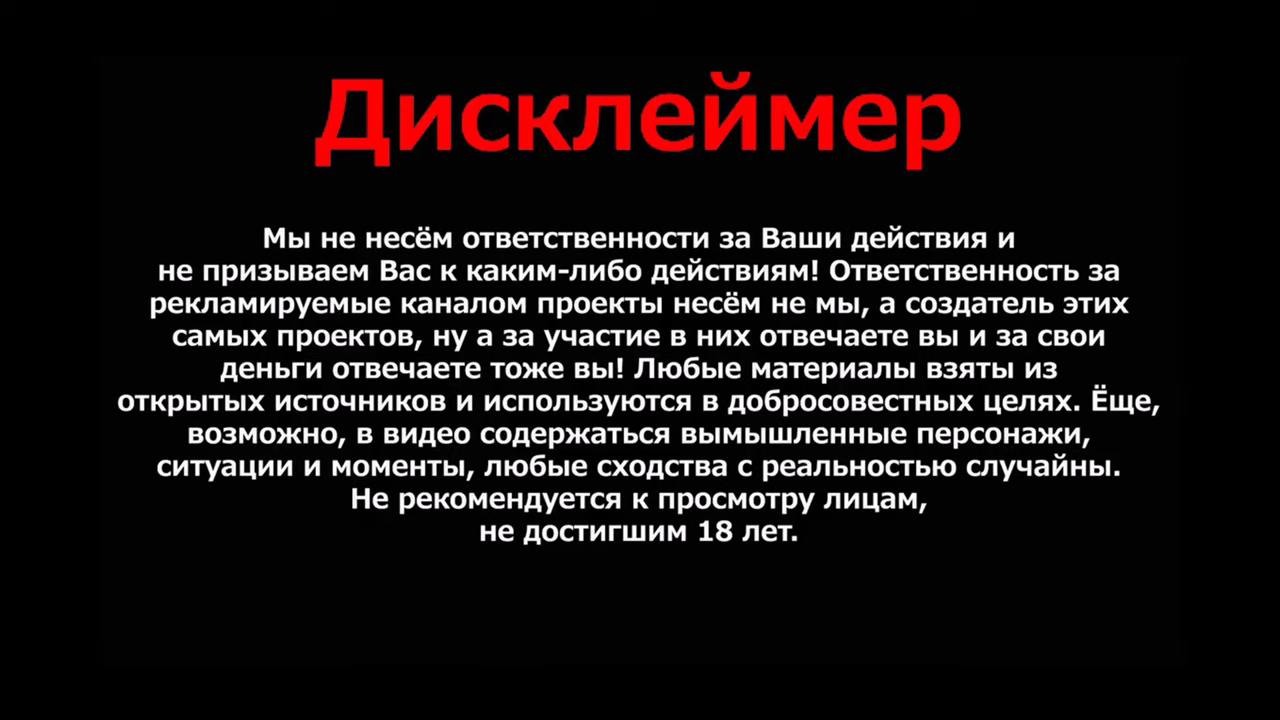 Дисклеймер
Мы не несём ответственности за Ваши действия и
не призываем Вас к каким-либо действиям! Ответственность за
рекламируемые каналом проекты несём не мы, а создатель этих
самых проектов, ну а за участие в них отвечаете вы и за свои
деньги отвечаете тоже вы! Любые материалы взяты из
открытых источников и используются в добросовестных целях. Ёще,
возможно, в видео содержаться вымышленные персонажи,
ситуации и моменты, любые сходства с реальностью случайны.
Не рекомендуется к просмотру лицам,
не достигшим 18 лет.